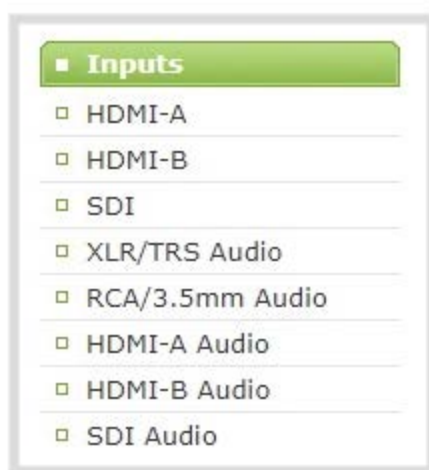 Inputs
HDMI-A
HDMI-B
SDI
XLR/TRS Audio
RCA/3.5mm Audio
HDMI-A Audio
HDMI-B Audio
SDI Audio